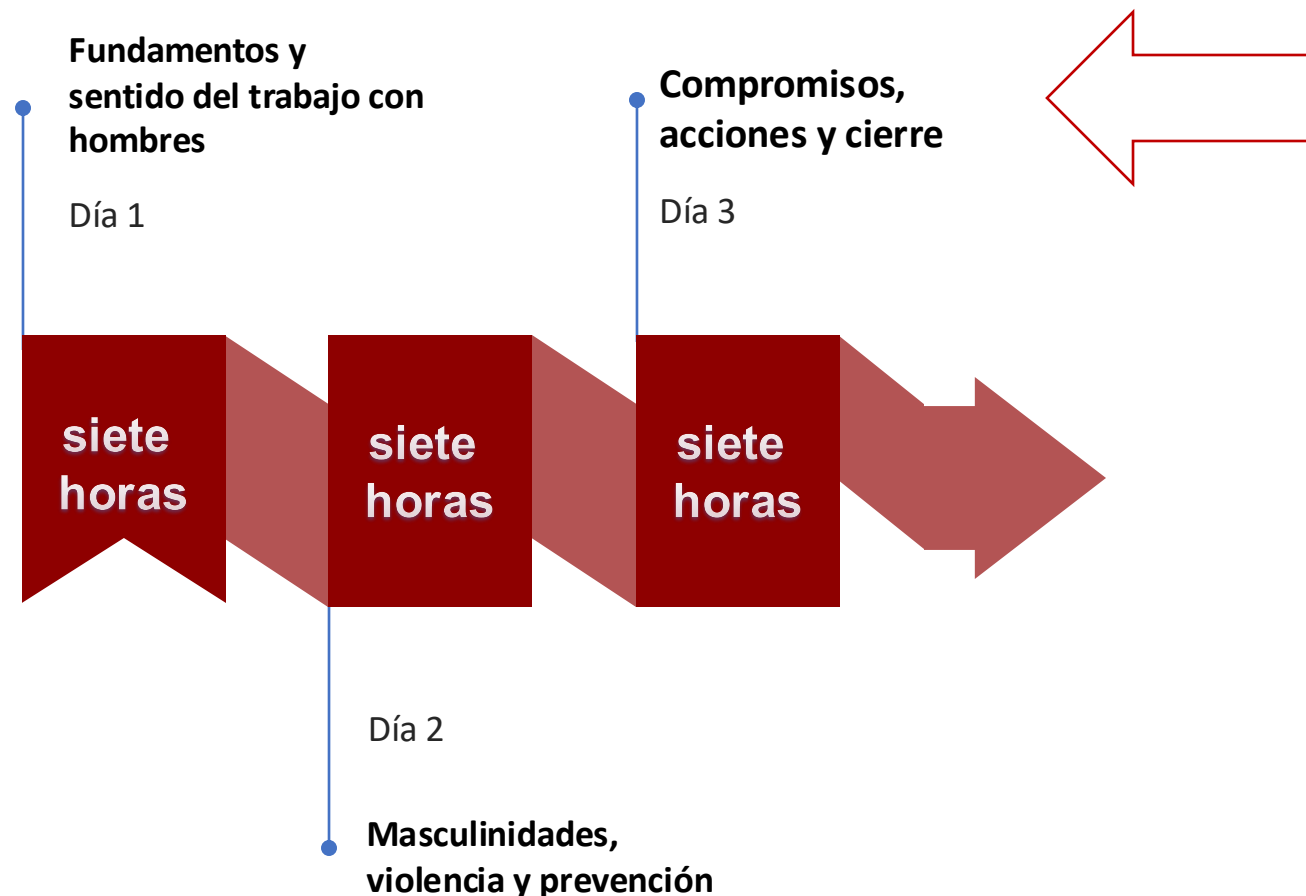 Fundamentos y
sentido del trabajo con
hombres
Día 1
Compromisos,
acciones y cierre
Día 3
siete
horas
siete
horas
siete
horas
Día 2
Masculinidades,
violencia y prevención